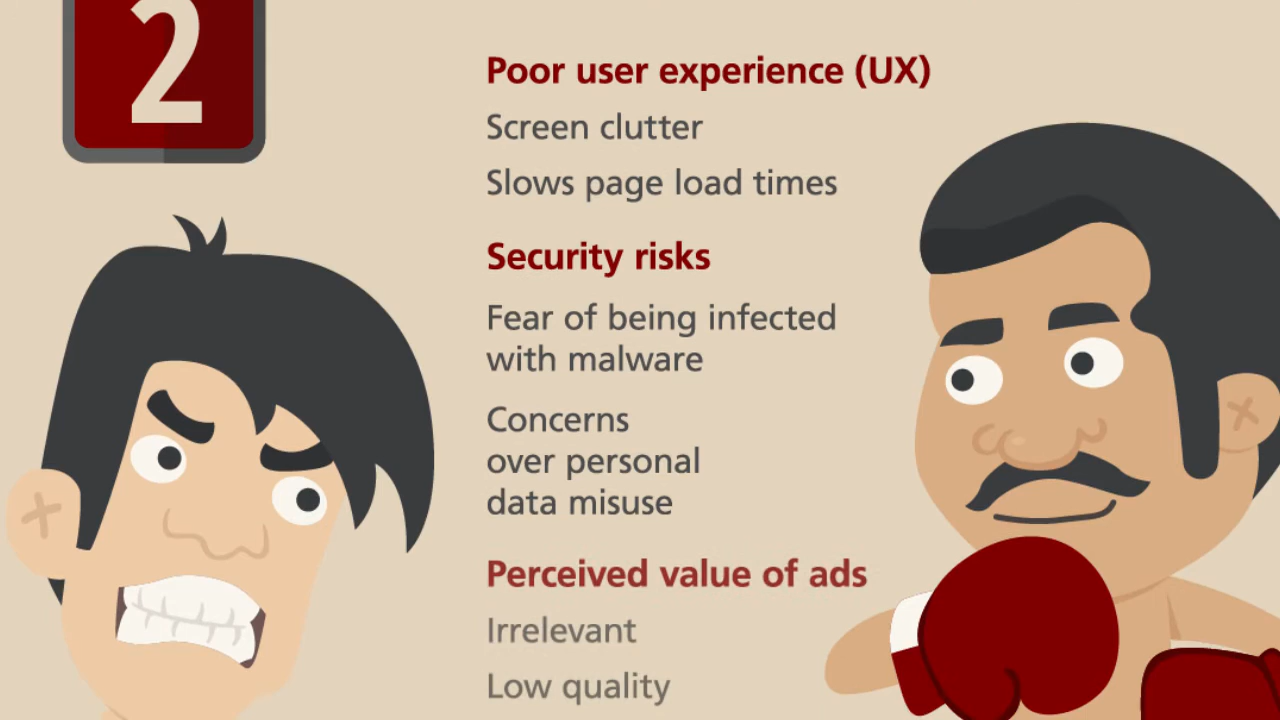 2
Poor user experience (UX)
Screen clutter
Slows page load times
Security risks
Fear of being infected
with malware
Concerns
over personal
data misuse
Perceived value of ads
Irrelevant
Low quality